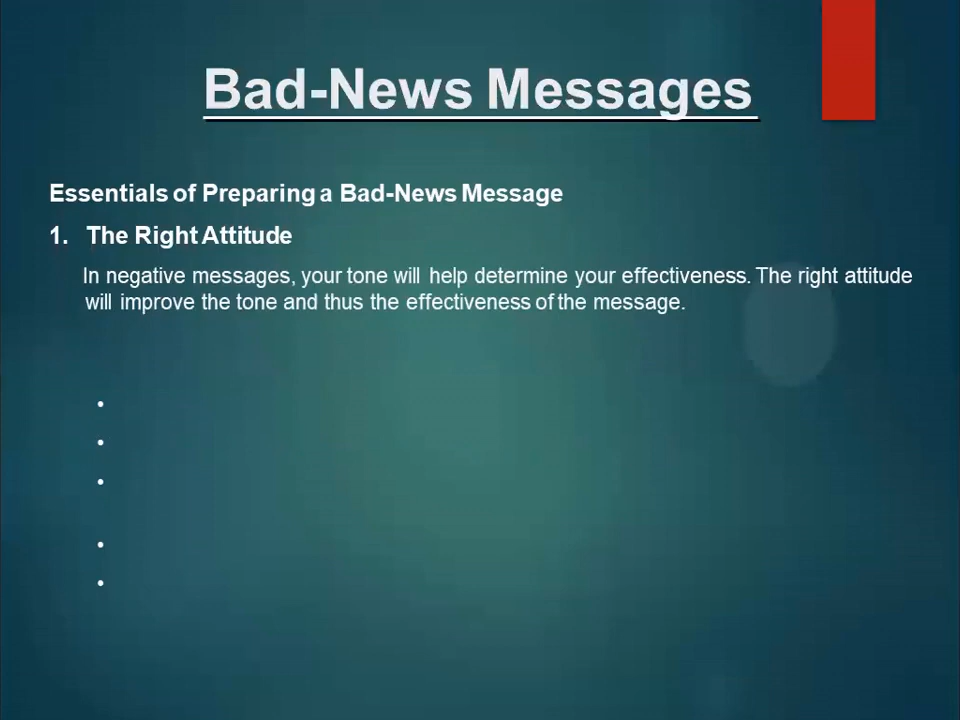 Bad-News Messages
Essentials of Preparing a Bad-News Message
1. The Right Attitude
In negative messages, your tone will help determine your effectiveness. The right attitude
will improve the tone and thus the effectiveness of the message.
•
•
•
•
•